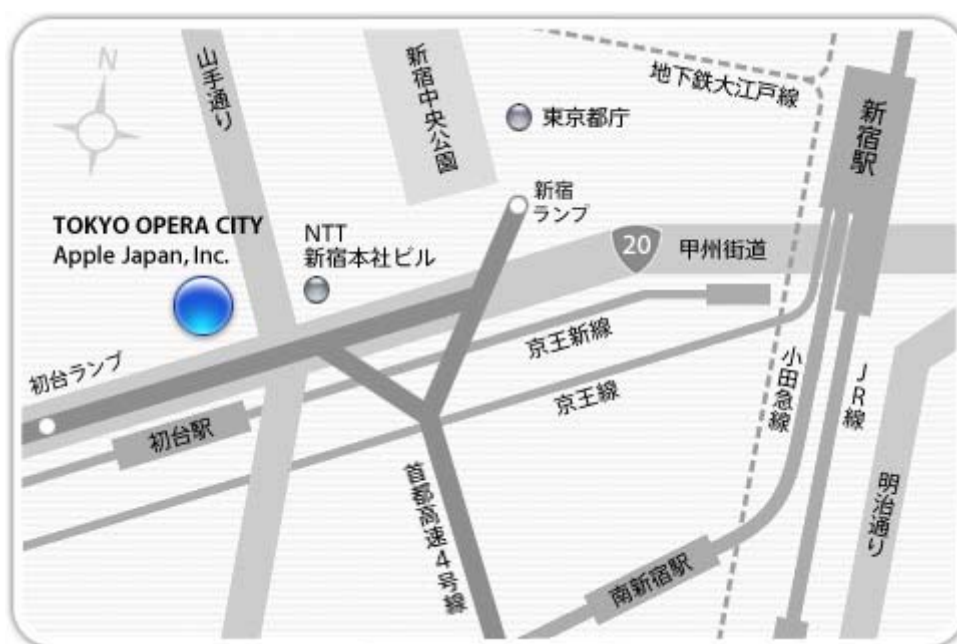 N
山手通り
新宿中央公園
東京都庁
地下鉄大江戸線
新宿駅
新宿
ランプ
TOKYO OPERA CITY
Apple Japan, Inc.
NTT
新宿本社ビル
20
甲州街道
初台ランプ
京王新線
京王線
小田急線
JR線
初台駅
首都高速4号線
明治通り
南新宿駅